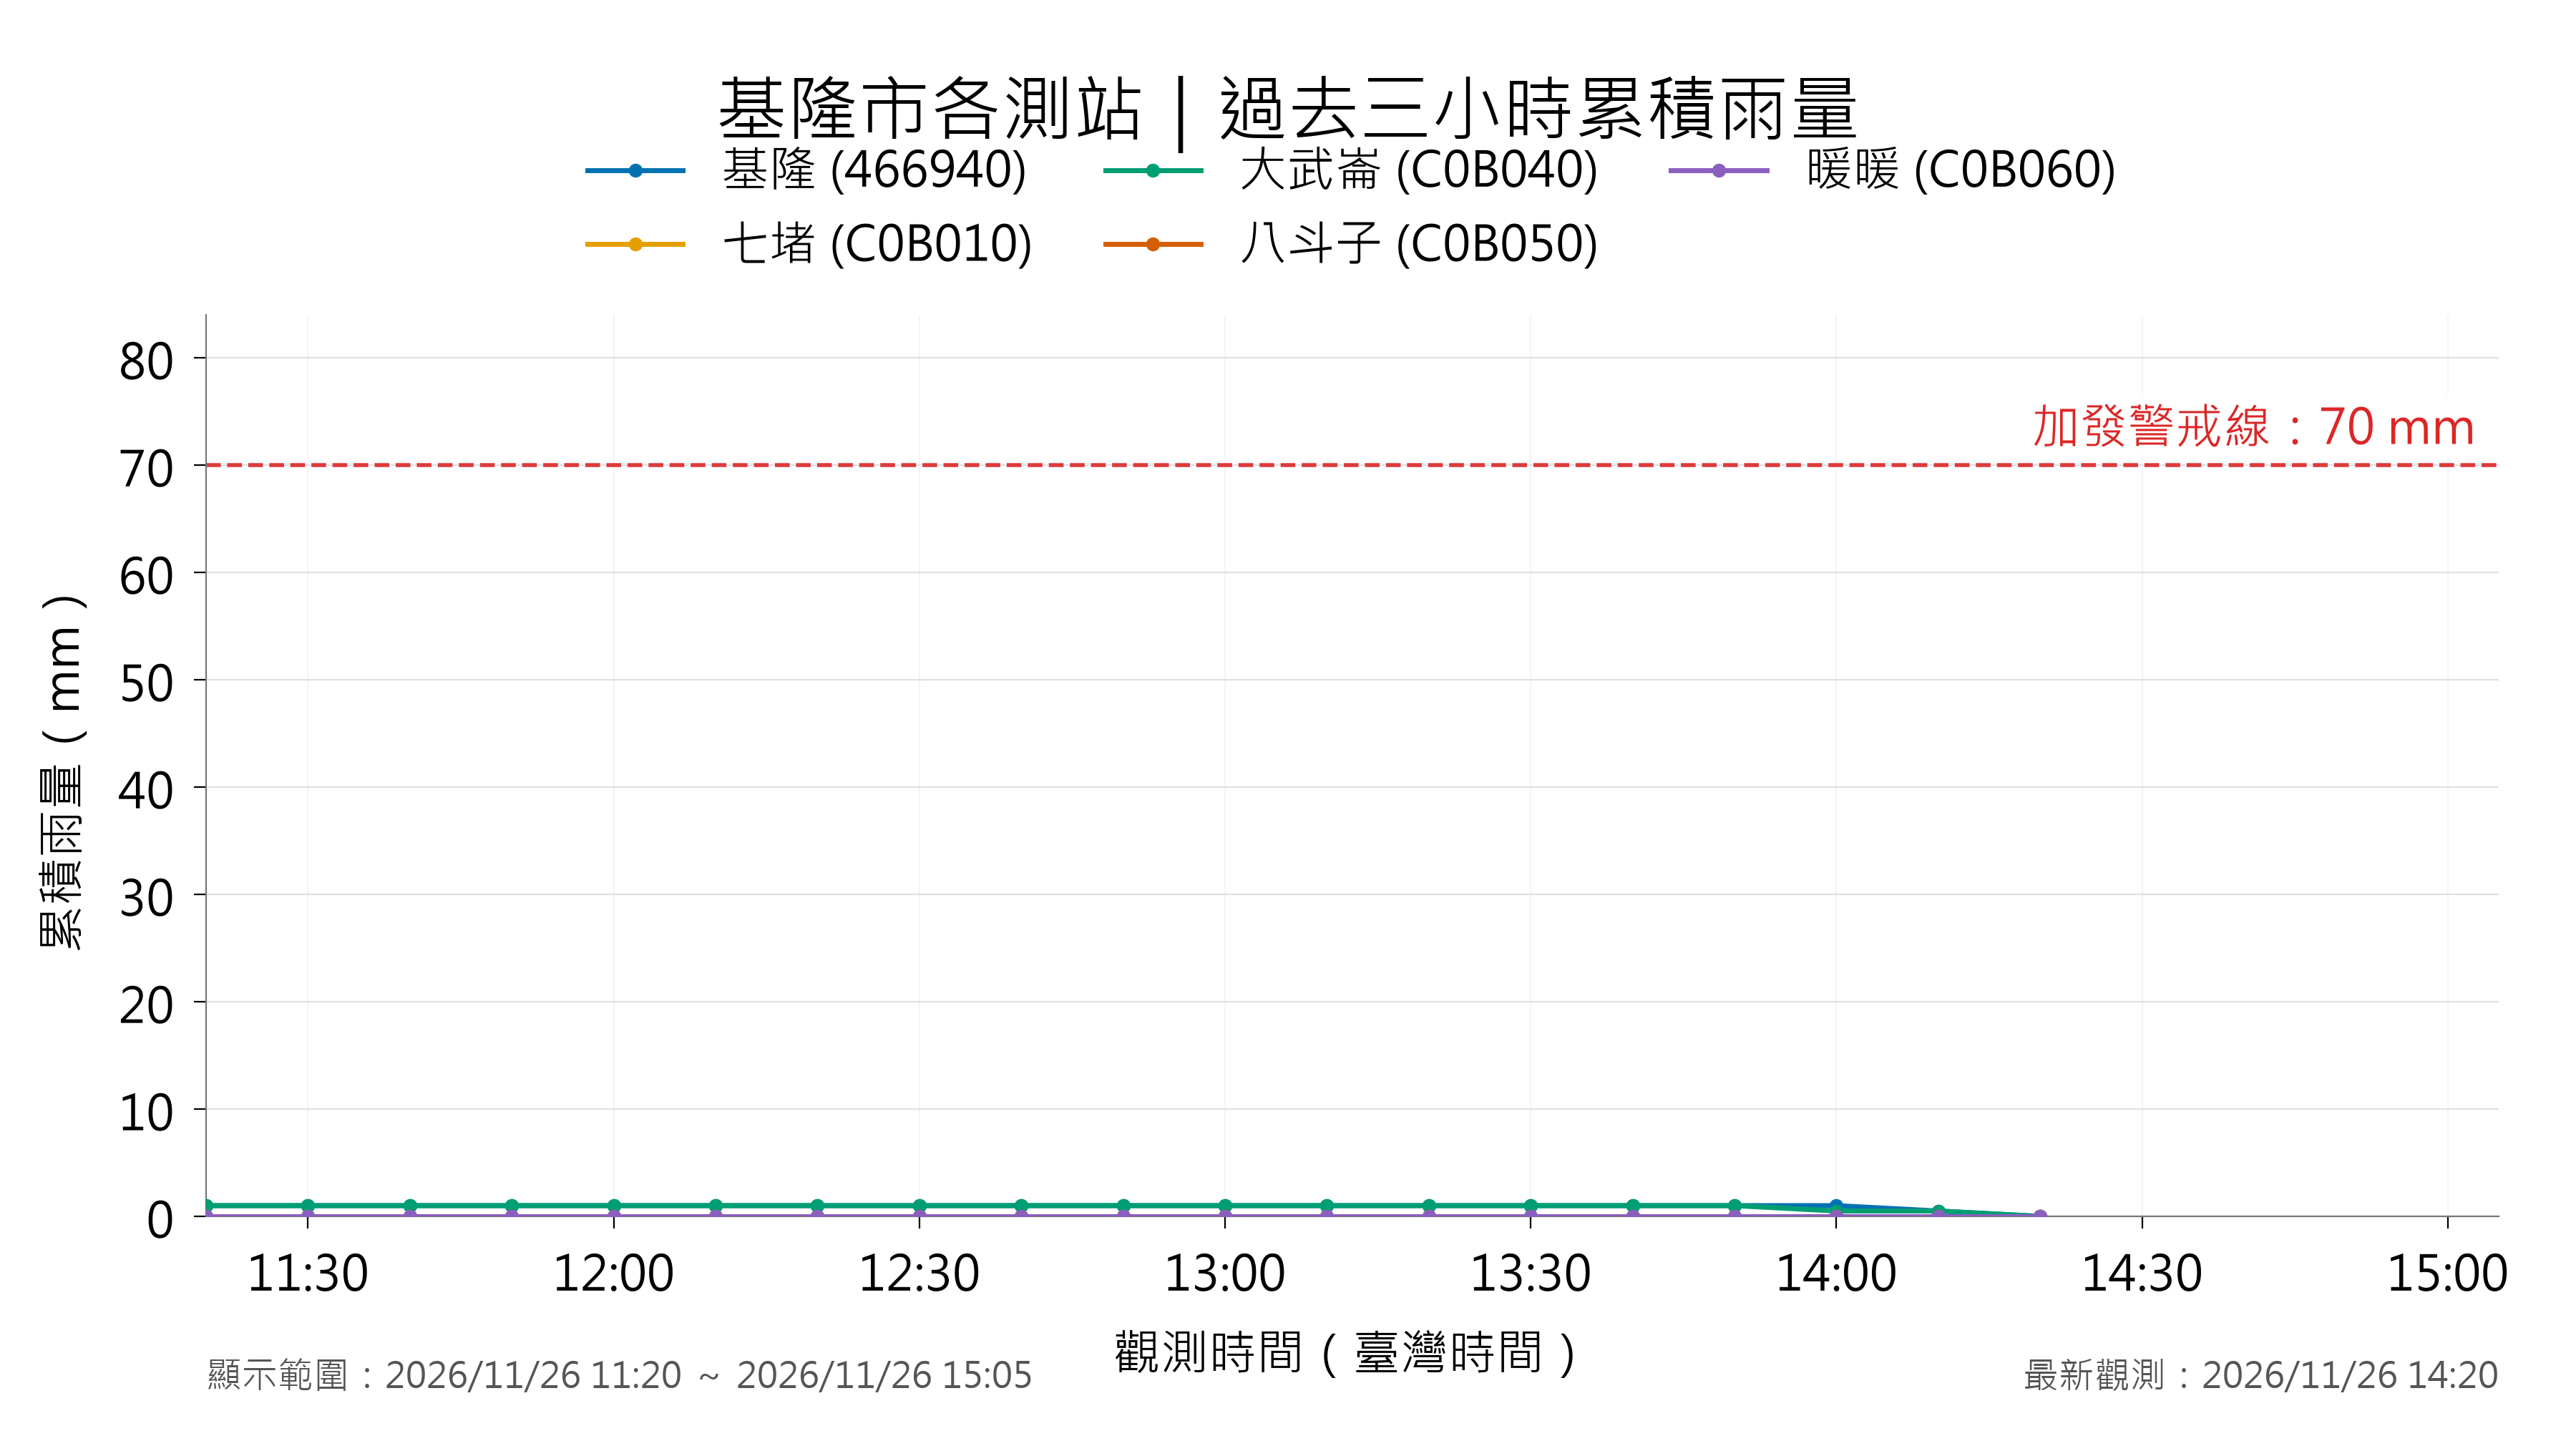 基隆市各測站｜過去三小時累積雨量
基隆 (466940)
大武崙 (C0B040)
暖暖 (C0B060)
七堵 (C0B010)
八斗子 (C0B050)
加發警戒線：70 mm
累積雨量（mm）
80
70
60
50
40
30
20
10
0
11:30
12:00
12:30
13:00
13:30
14:00
14:30
15:00
觀測時間（臺灣時間）
顯示範圍：2026/11/26 11:20 ~ 2026/11/26 15:05
最新觀測：2026/11/26 14:20